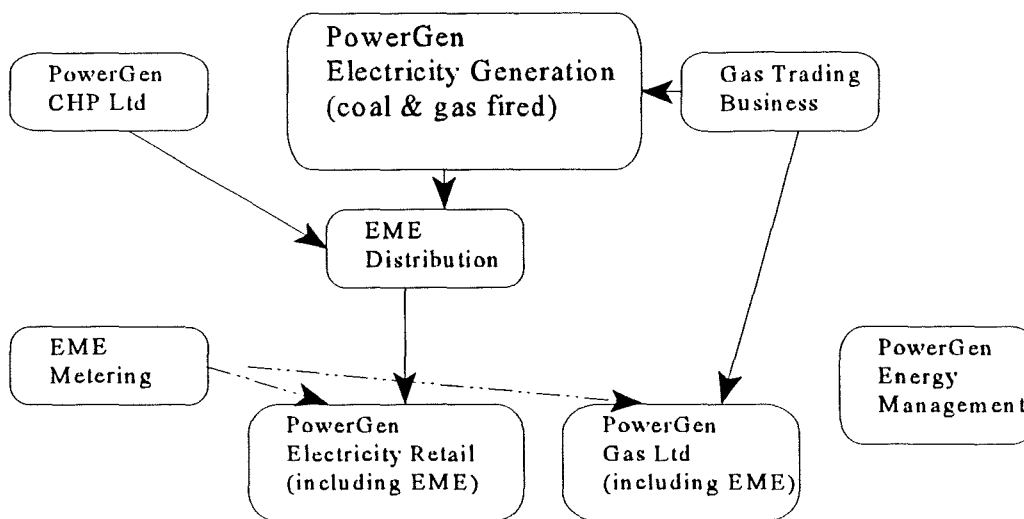 PowerGen
CHP Ltd
PowerGen
Electricity Generation
(coal & gas fired)
Gas Trading
Business
EME
Distribution
EME
Metering
PowerGen
Energy
Management
PowerGen
Electricity Retail
(including EME)
PowerGen
Gas Ltd
(including EME)